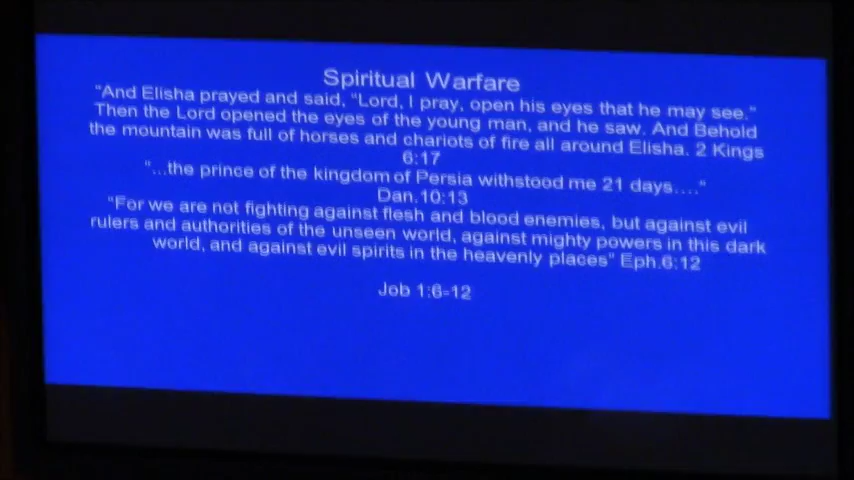 Spiritual Warfare
"And Elisha prayed and said, "Lord, I pray, open his eyes that he may see."
Then the Lord opened the eyes of the young man, and he saw. And Behold
the mountain was full of horses and chariots of fire all around Elisha. 2 Kings
6:17
"...the prince of the kingdom of Persia withstood me 21 days...."
Dan.10:13
"For we are not fighting against flesh and blood enemies, but against evil
rulers and authorities of the unseen world, against mighty powers in this dark
world, and against evil spirits in the heavenly places" Eph.6:12
Job 1:6-12